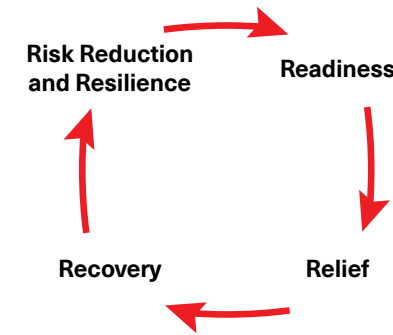 Risk Reduction
and Resilience
Readiness
Recovery
Relief